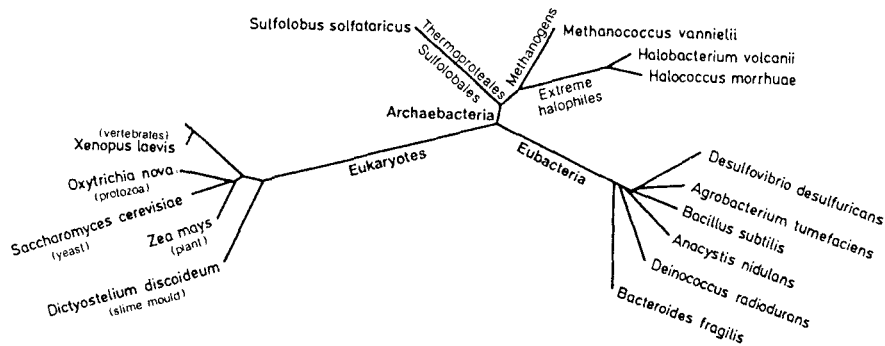 Sulfolobus solfataricus
Thermoproteales
Sulfolobales
Methanogens
Methanococcus vannielii
Halobacterium volcanii
Halococcus morrhuae
Extreme
halophiles
Archaebacteria
Eukaryotes
Eubacteria
(vertebrates)
Xenopus laevis
Oxytrichia nova
(protozoa)
Saccharomyces cerevisiae
(yeast)
Zea mays
(plant)
Dictyostelium discoideum
(slime mould)
Desulfovibrio desulfuricans
Agrobacterium tumefaciens
Bacillus subtilis
Anacystis nidulans
Deinococcus radiodurans
Bacteroides fragilis